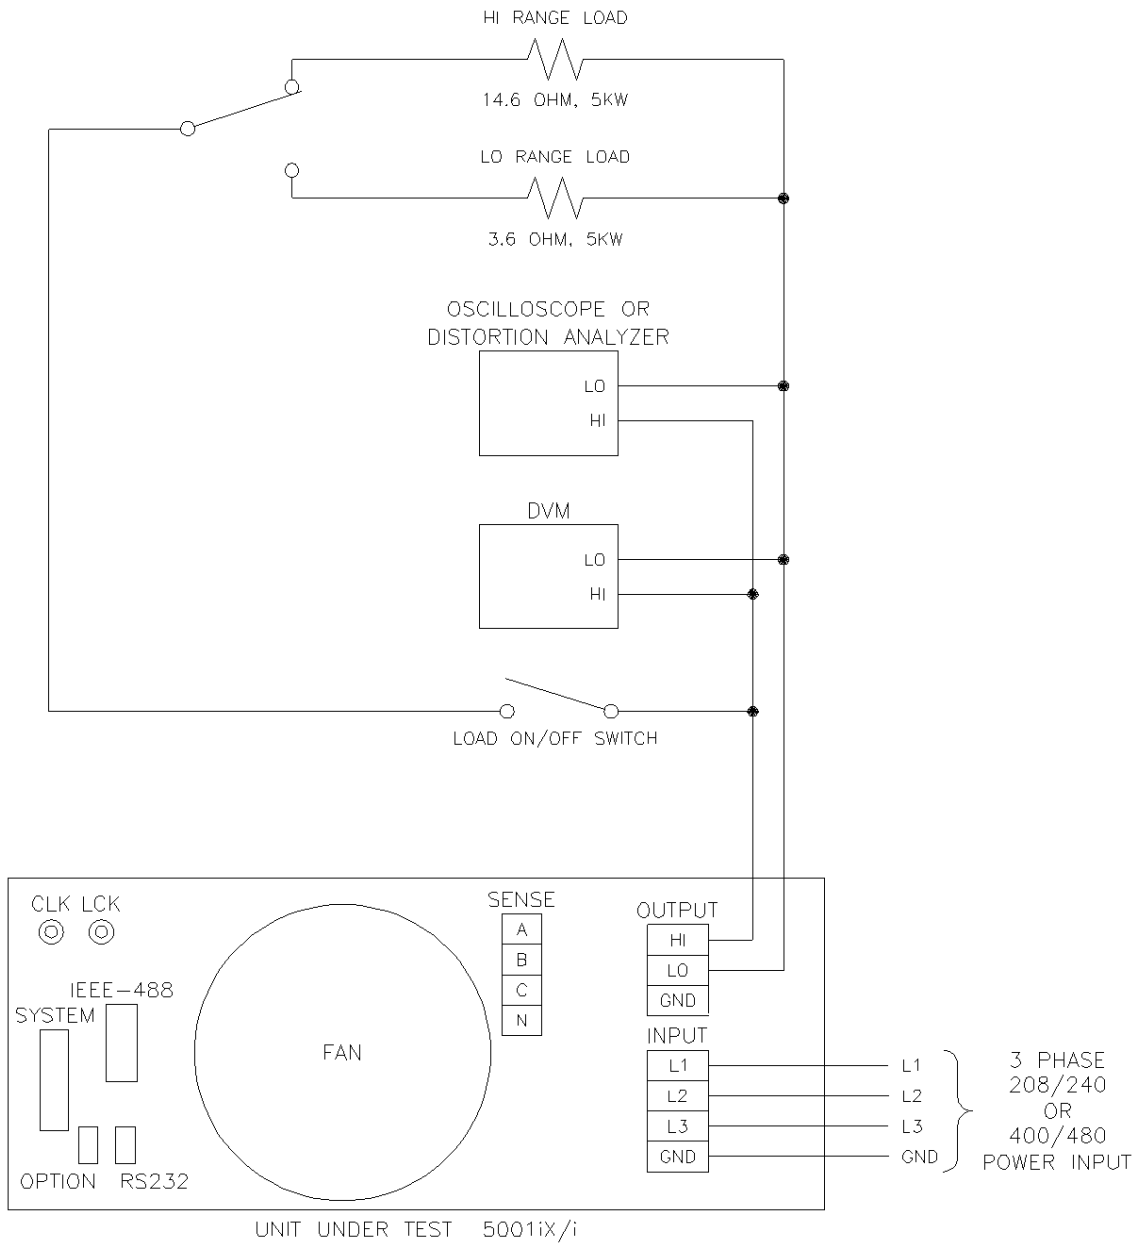 HI RANGE LOAD
14.6 OHM, 5KW
LO RANGE LOAD
3.6 OHM, 5KW
OSCILLOSCOPE OR
DISTORTION ANALYZER
LO
HI
DVM
LO
HI
LOAD ON/OFF SWITCH
CLK LCK
IEEE-488
SYSTEM
OPTION RS232
FAN
SENSE
A
B
C
N
OUTPUT
HI
LO
GND
INPUT
L1
L2
L3
GND
L1
L2
L3
GND
3 PHASE
208/240
OR
400/480
POWER INPUT
UNIT UNDER TEST 5001iX/i